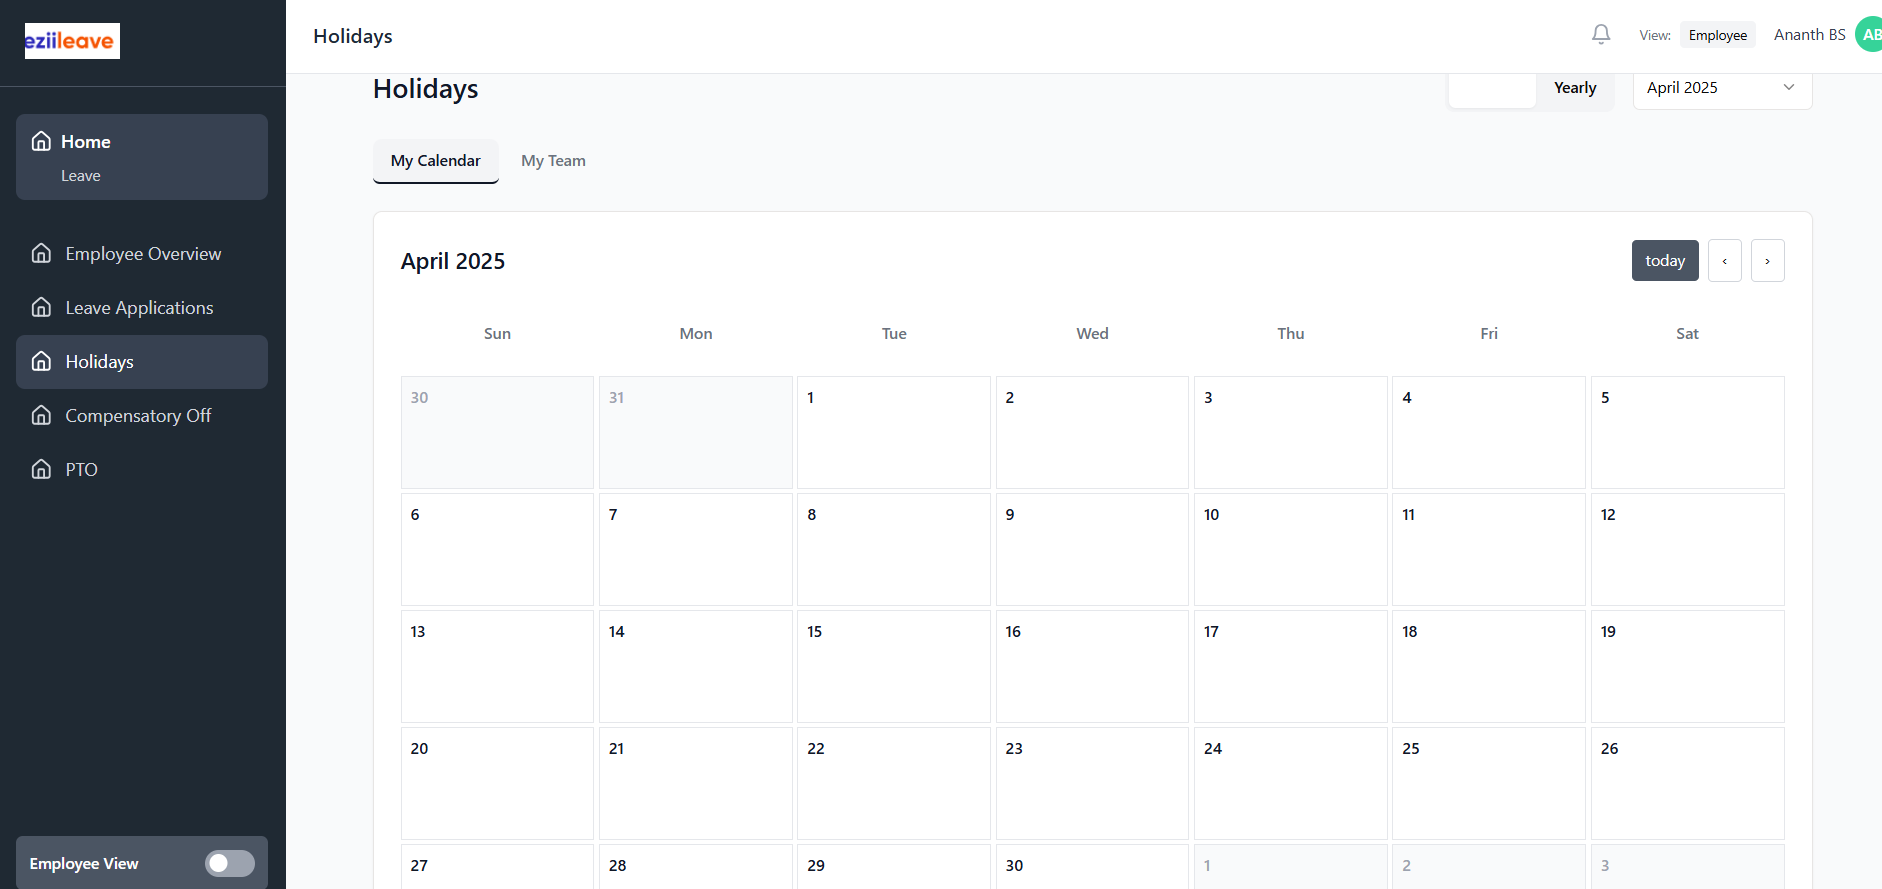 eziileave
Holidays
View: Employee Ananth BS AB
Home
Leave
Employee Overview
Leave Applications
Holidays
Compensatory Off
PTO
Employee View
Holidays
Yearly
April 2025
My Calendar My Team
April 2025
today ‹ ›
Sun Mon Tue Wed Thu Fri Sat
30 31 1 2 3 4 5
6 7 8 9 10 11 12
13 14 15 16 17 18 19
20 21 22 23 24 25 26
27 28 29 30 1 2 3